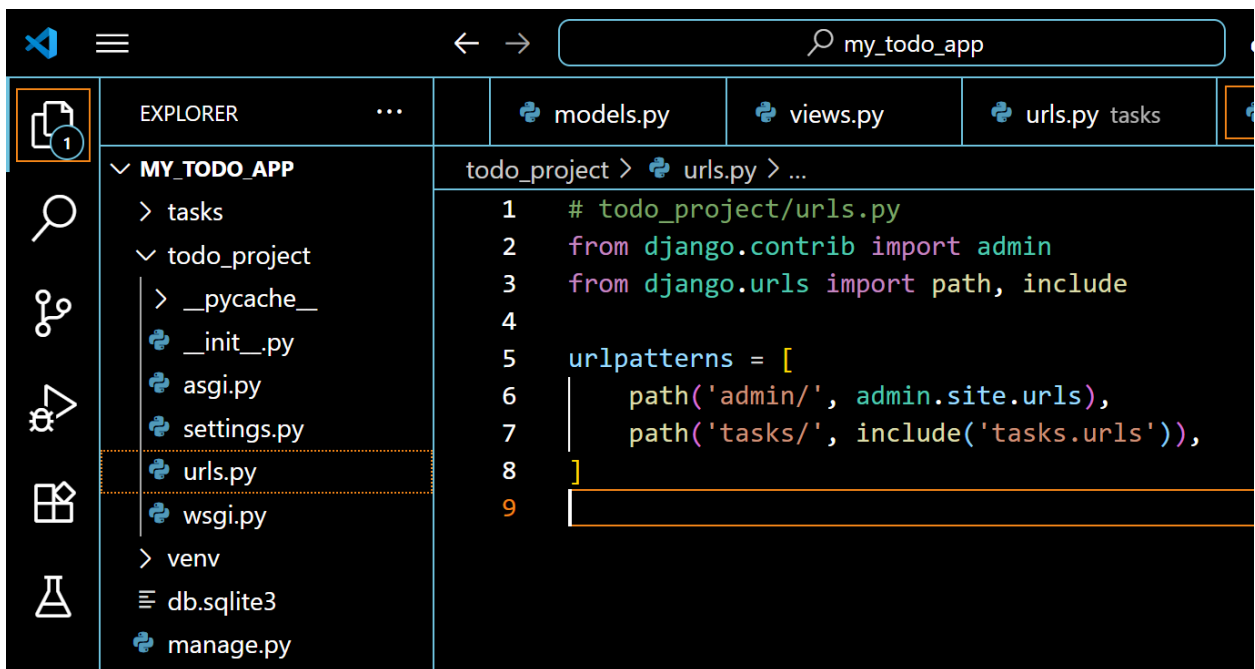 my_todo_app
EXPLORER ...
models.py
views.py
urls.py tasks
1
MY_TODO_APP
todo_project > urls.py > ...
tasks
todo_project
__pycache__
__init__.py
asgi.py
settings.py
urls.py
wsgi.py
venv
db.sqlite3
manage.py
1 # todo_project/urls.py
2 from django.contrib import admin
3 from django.urls import path, include
4
5 urlpatterns = [
6     path('admin/', admin.site.urls),
7     path('tasks/', include('tasks.urls')),
8 ]
9